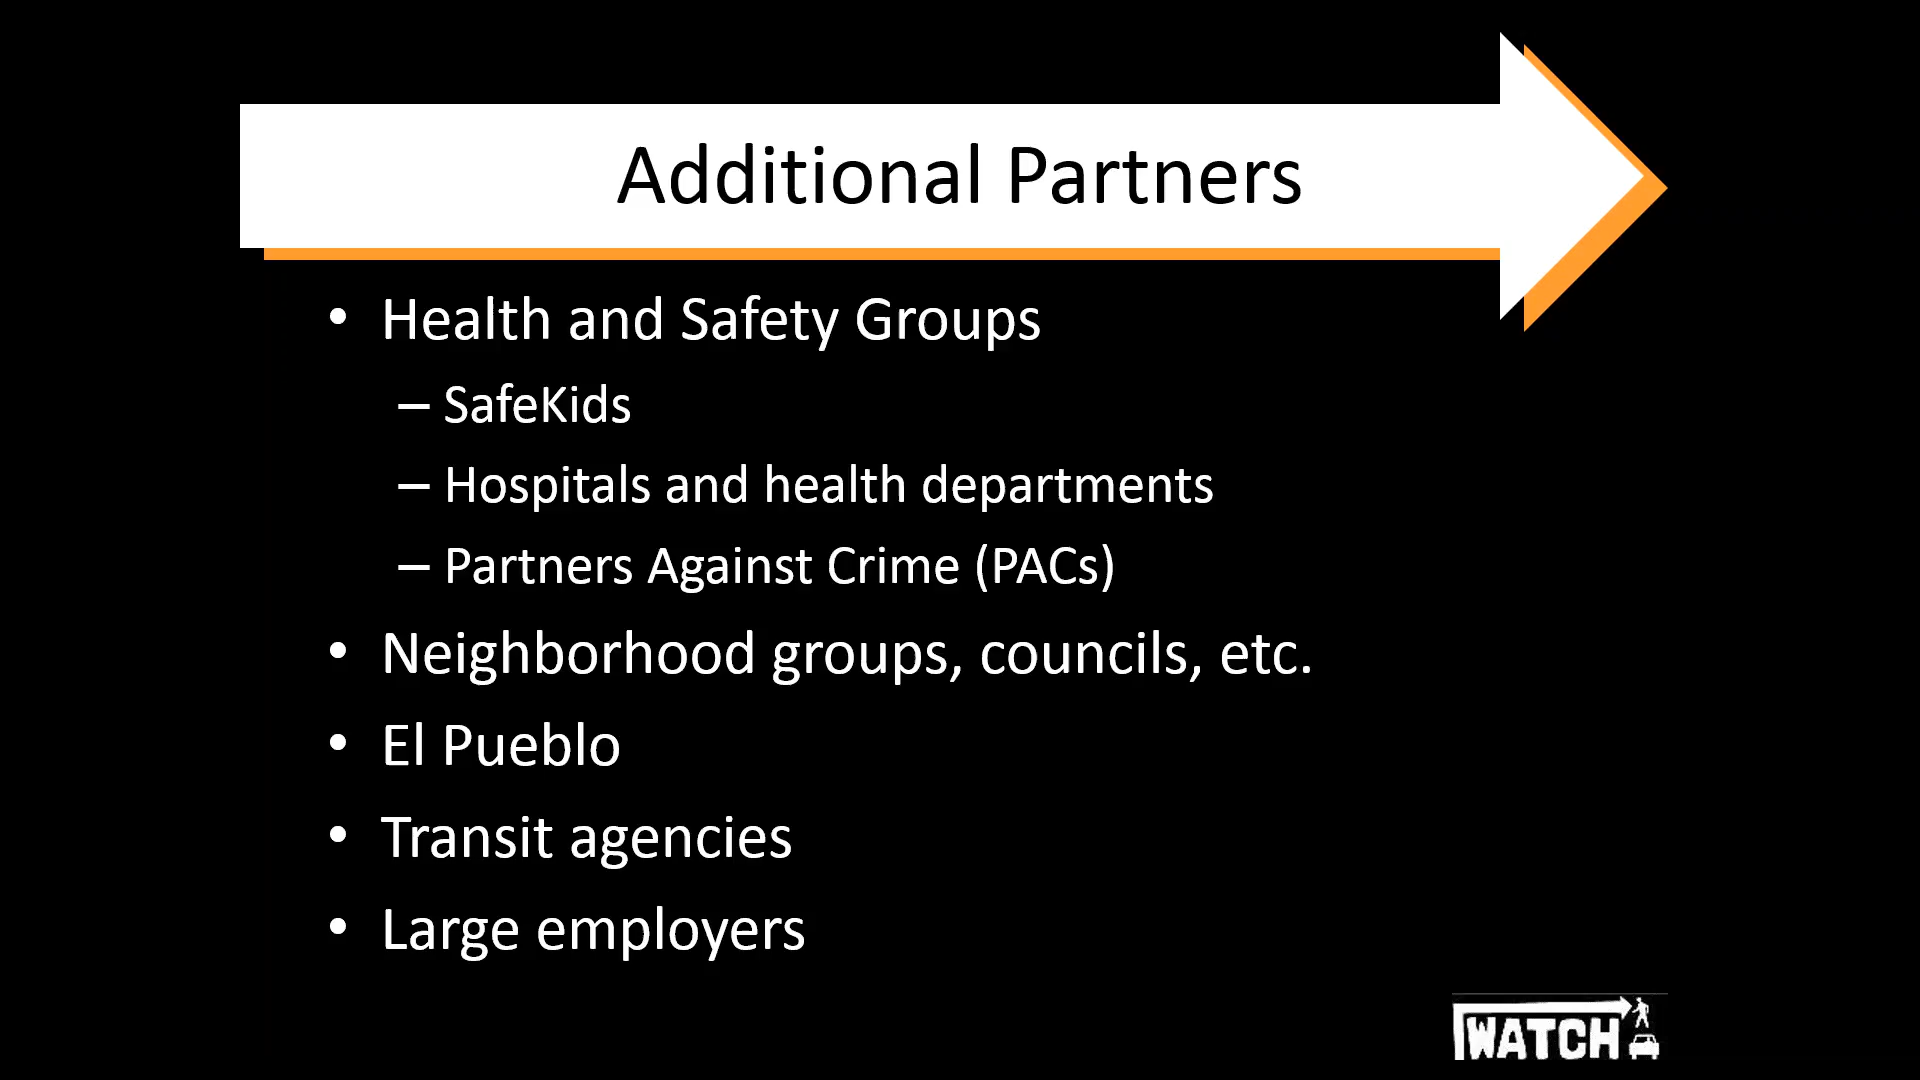 Additional Partners
• Health and Safety Groups
– SafeKids
– Hospitals and health departments
– Partners Against Crime (PACs)
• Neighborhood groups, councils, etc.
• El Pueblo
• Transit agencies
• Large employers
WATCH